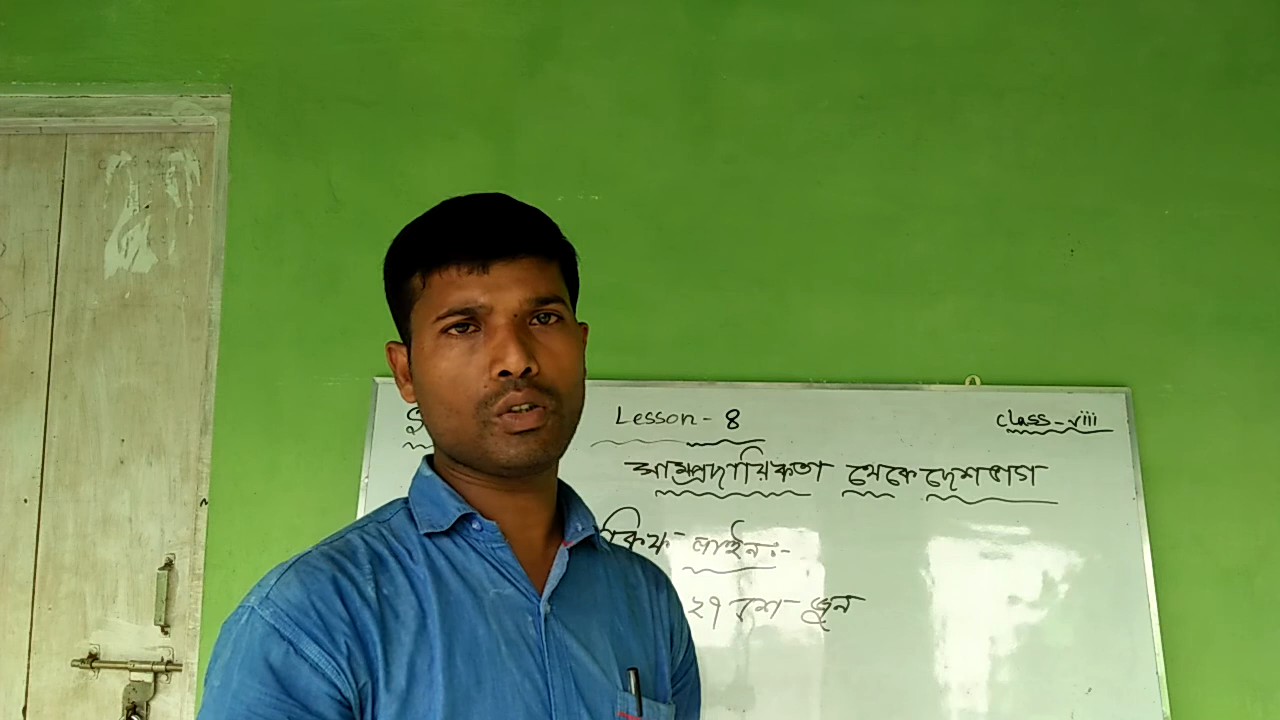 Lesson - 8
class - viii
সাম্প্রদায়িকতা থেকে দেশভাগ
লাইন :-
২৭ শে জুন